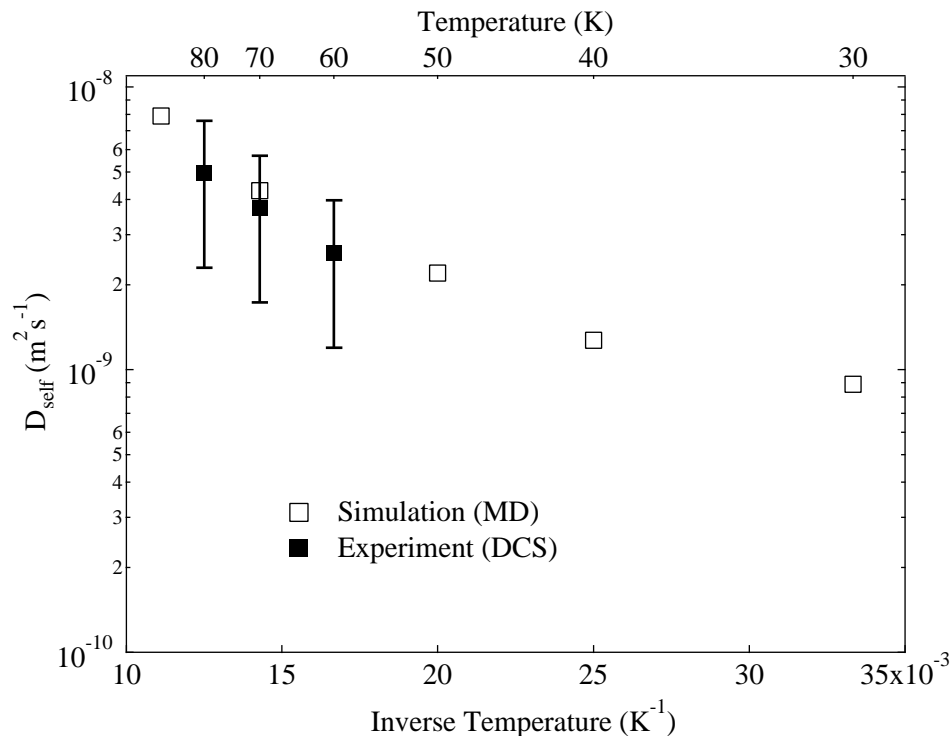 Temperature (K)
80 70 60 50 40 30
10^-8
6
5
4
3
2
10^-9
6
5
4
3
2
10^-10
D_self (m^2 s^-1)
Simulation (MD)
Experiment (DCS)
10 15 20 25 30 35x10^-3
Inverse Temperature (K^-1)